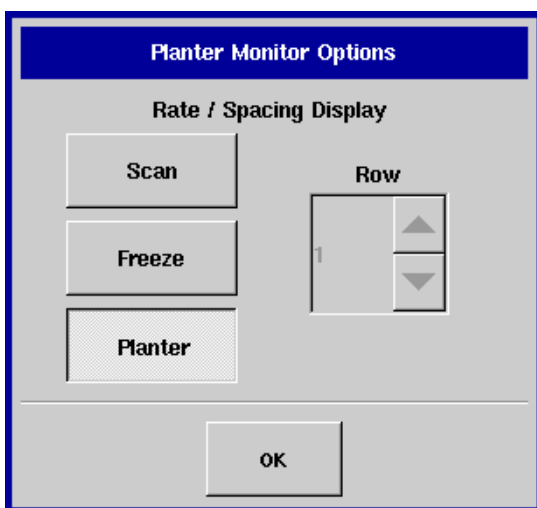 Planter Monitor Options
Rate / Spacing Display
Scan
Row
Freeze
1
Planter
OK